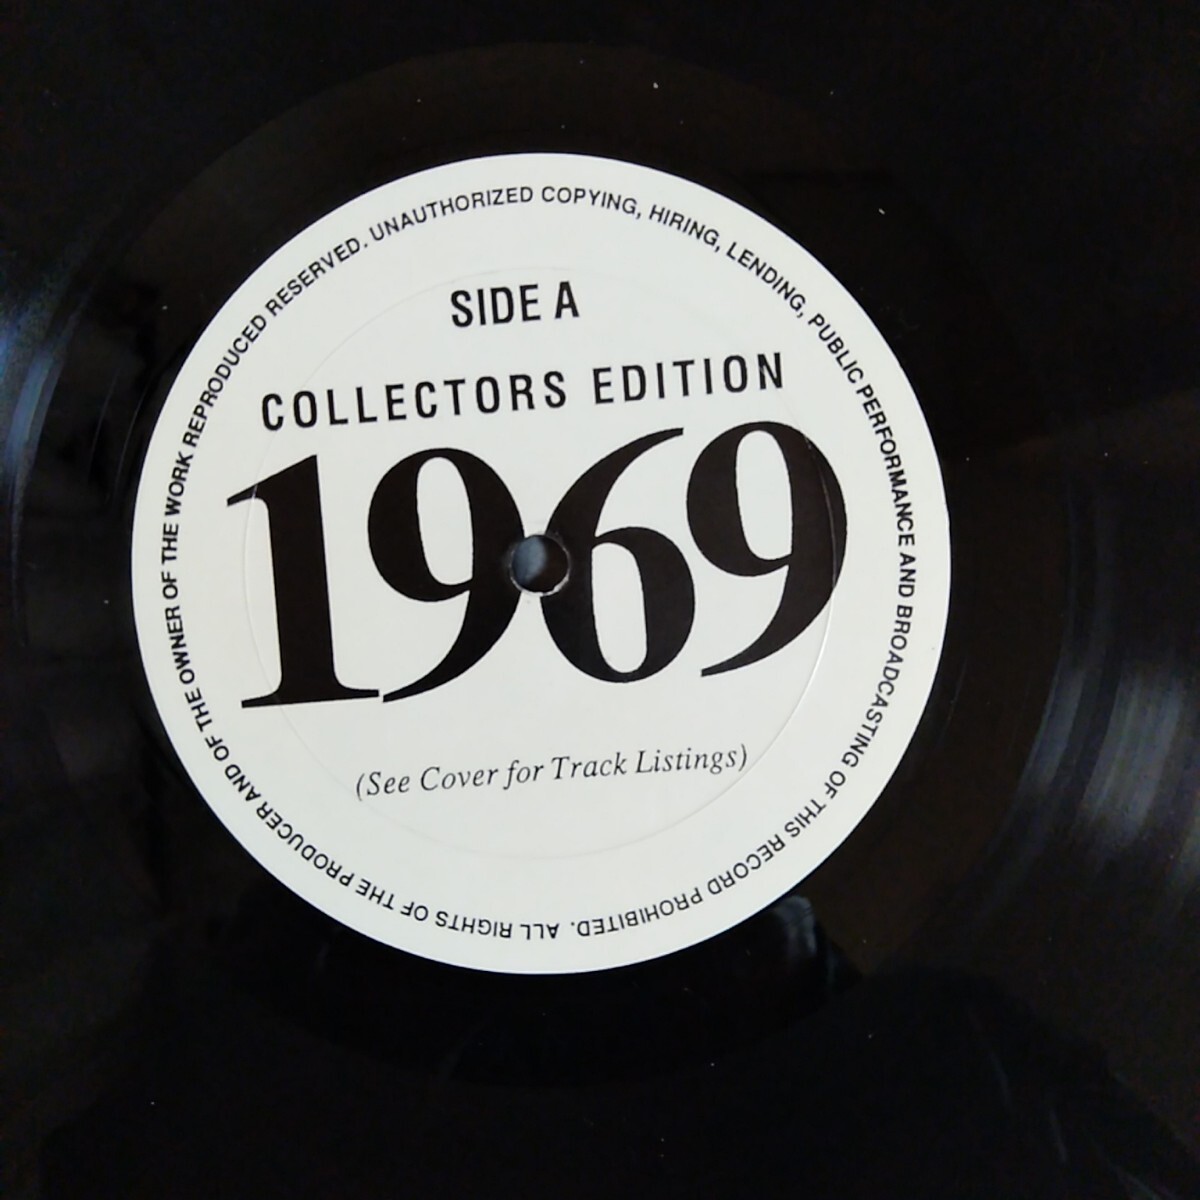 SIDE A
COLLECTORS EDITION
1969
(See Cover for Track Listings)
ALL RIGHTS OF THE PRODUCER AND OF THE OWNER OF THE WORK REPRODUCED RESERVED. UNAUTHORIZED COPYING, HIRING, LENDING, PUBLIC PERFORMANCE AND BROADCASTING OF THIS RECORD PROHIBITED.